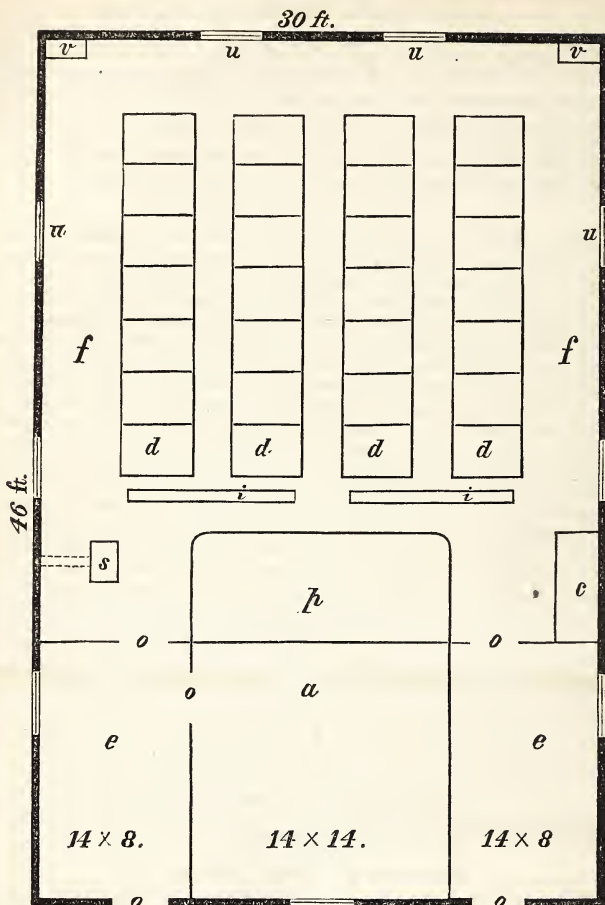 30 ft.
v u u v
u u
f f
46 ft.
d d d d
i i
s p c
o o
o a
e e
14 × 8. 14 × 14. 14 × 8
o o